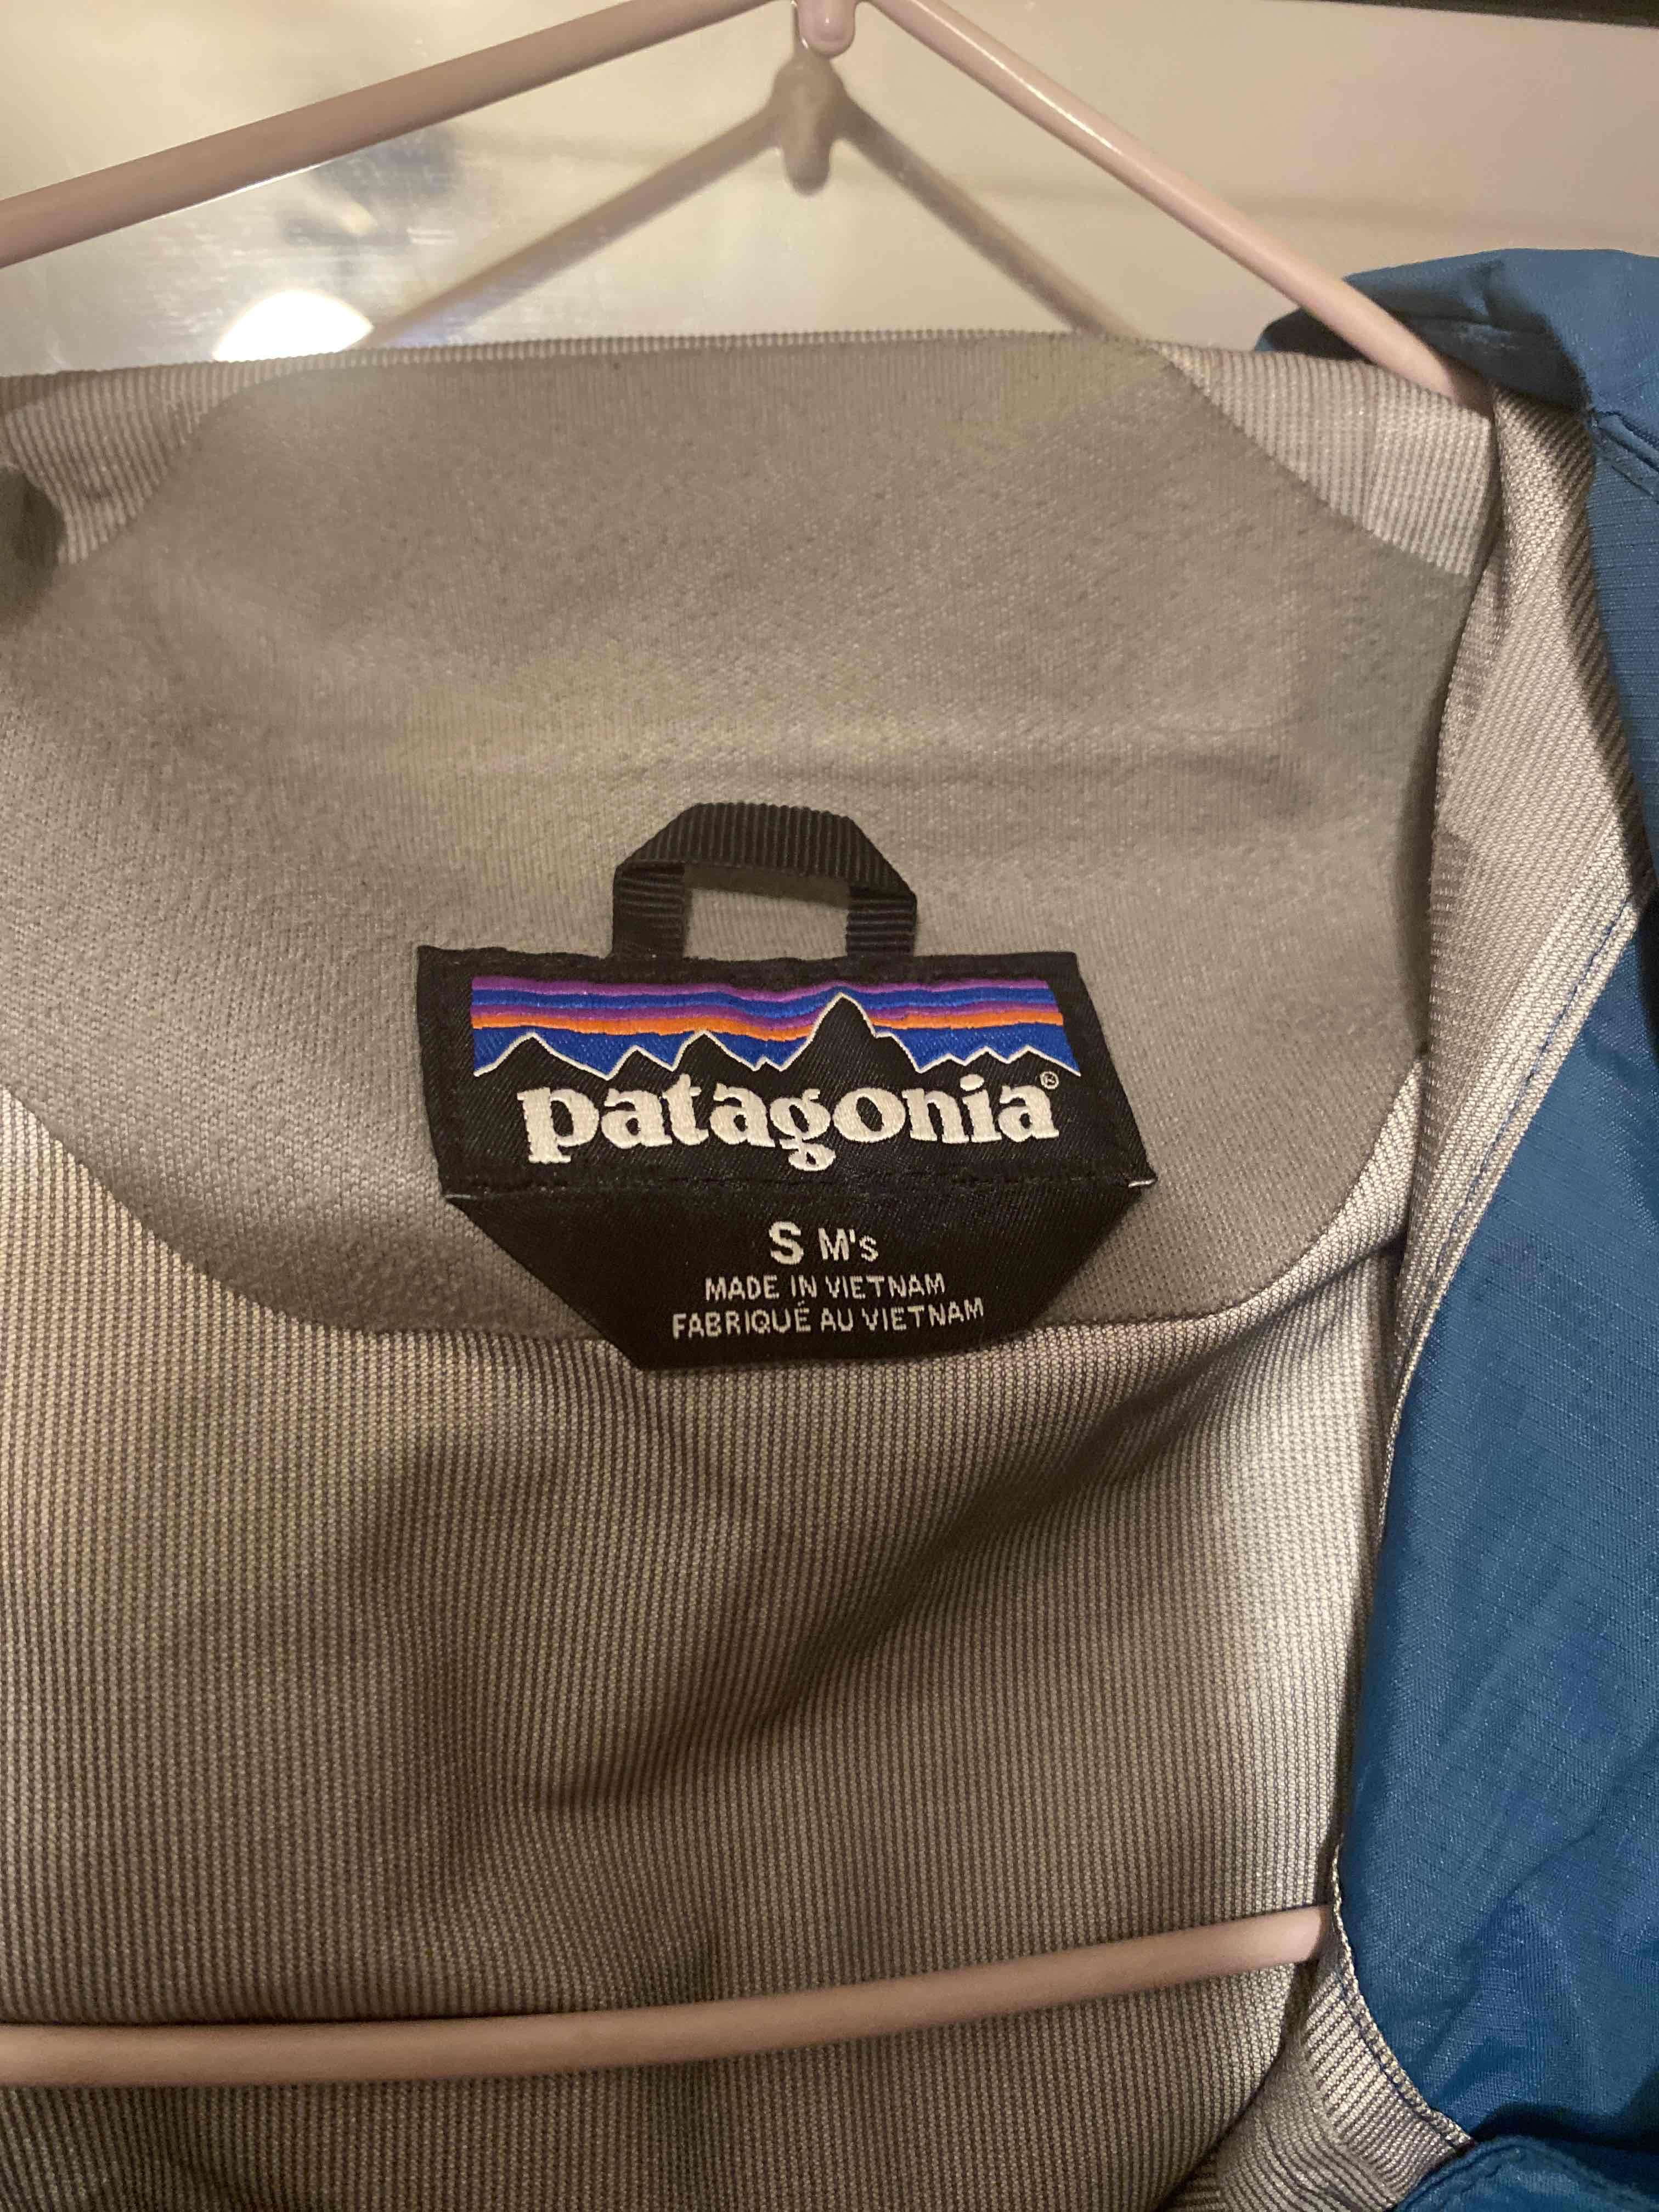 patagonia®
S M's
MADE IN VIETNAM
FABRIQUÉ AU VIETNAM